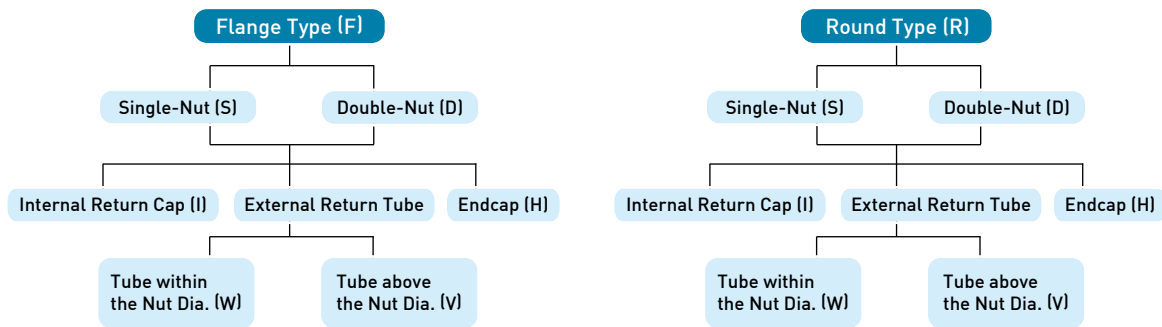 Flange Type (F)
Single-Nut (S)
Double-Nut (D)
Internal Return Cap (I)
External Return Tube
Endcap (H)
Tube within
the Nut Dia. (W)
Tube above
the Nut Dia. (V)
Round Type (R)
Single-Nut (S)
Double-Nut (D)
Internal Return Cap (I)
External Return Tube
Endcap (H)
Tube within
the Nut Dia. (W)
Tube above
the Nut Dia. (V)